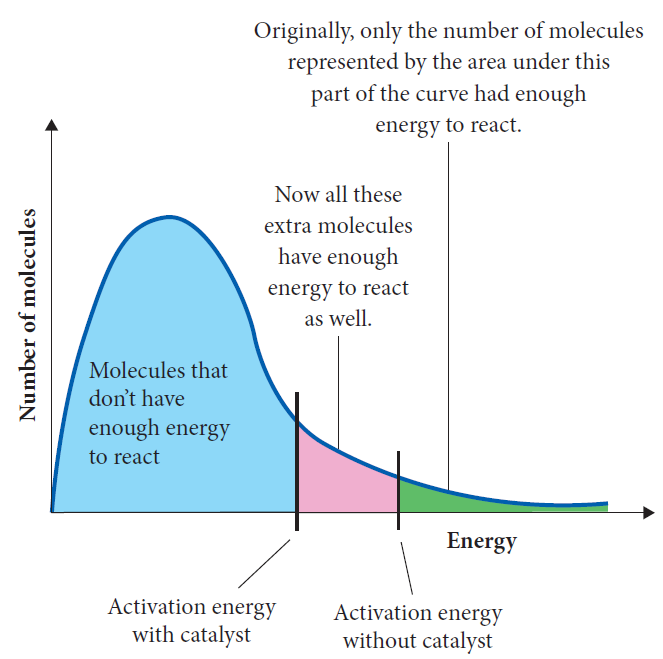 Originally, only the number of molecules
represented by the area under this
part of the curve had enough
energy to react.
Now all these
extra molecules
have enough
energy to react
as well.
Number of molecules
Molecules that
don’t have
enough energy
to react
Energy
Activation energy
with catalyst
Activation energy
without catalyst